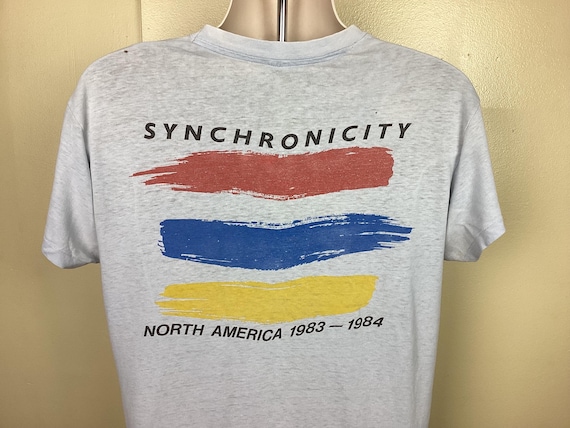 SYNCHRONICITY
NORTH AMERICA 1983 — 1984